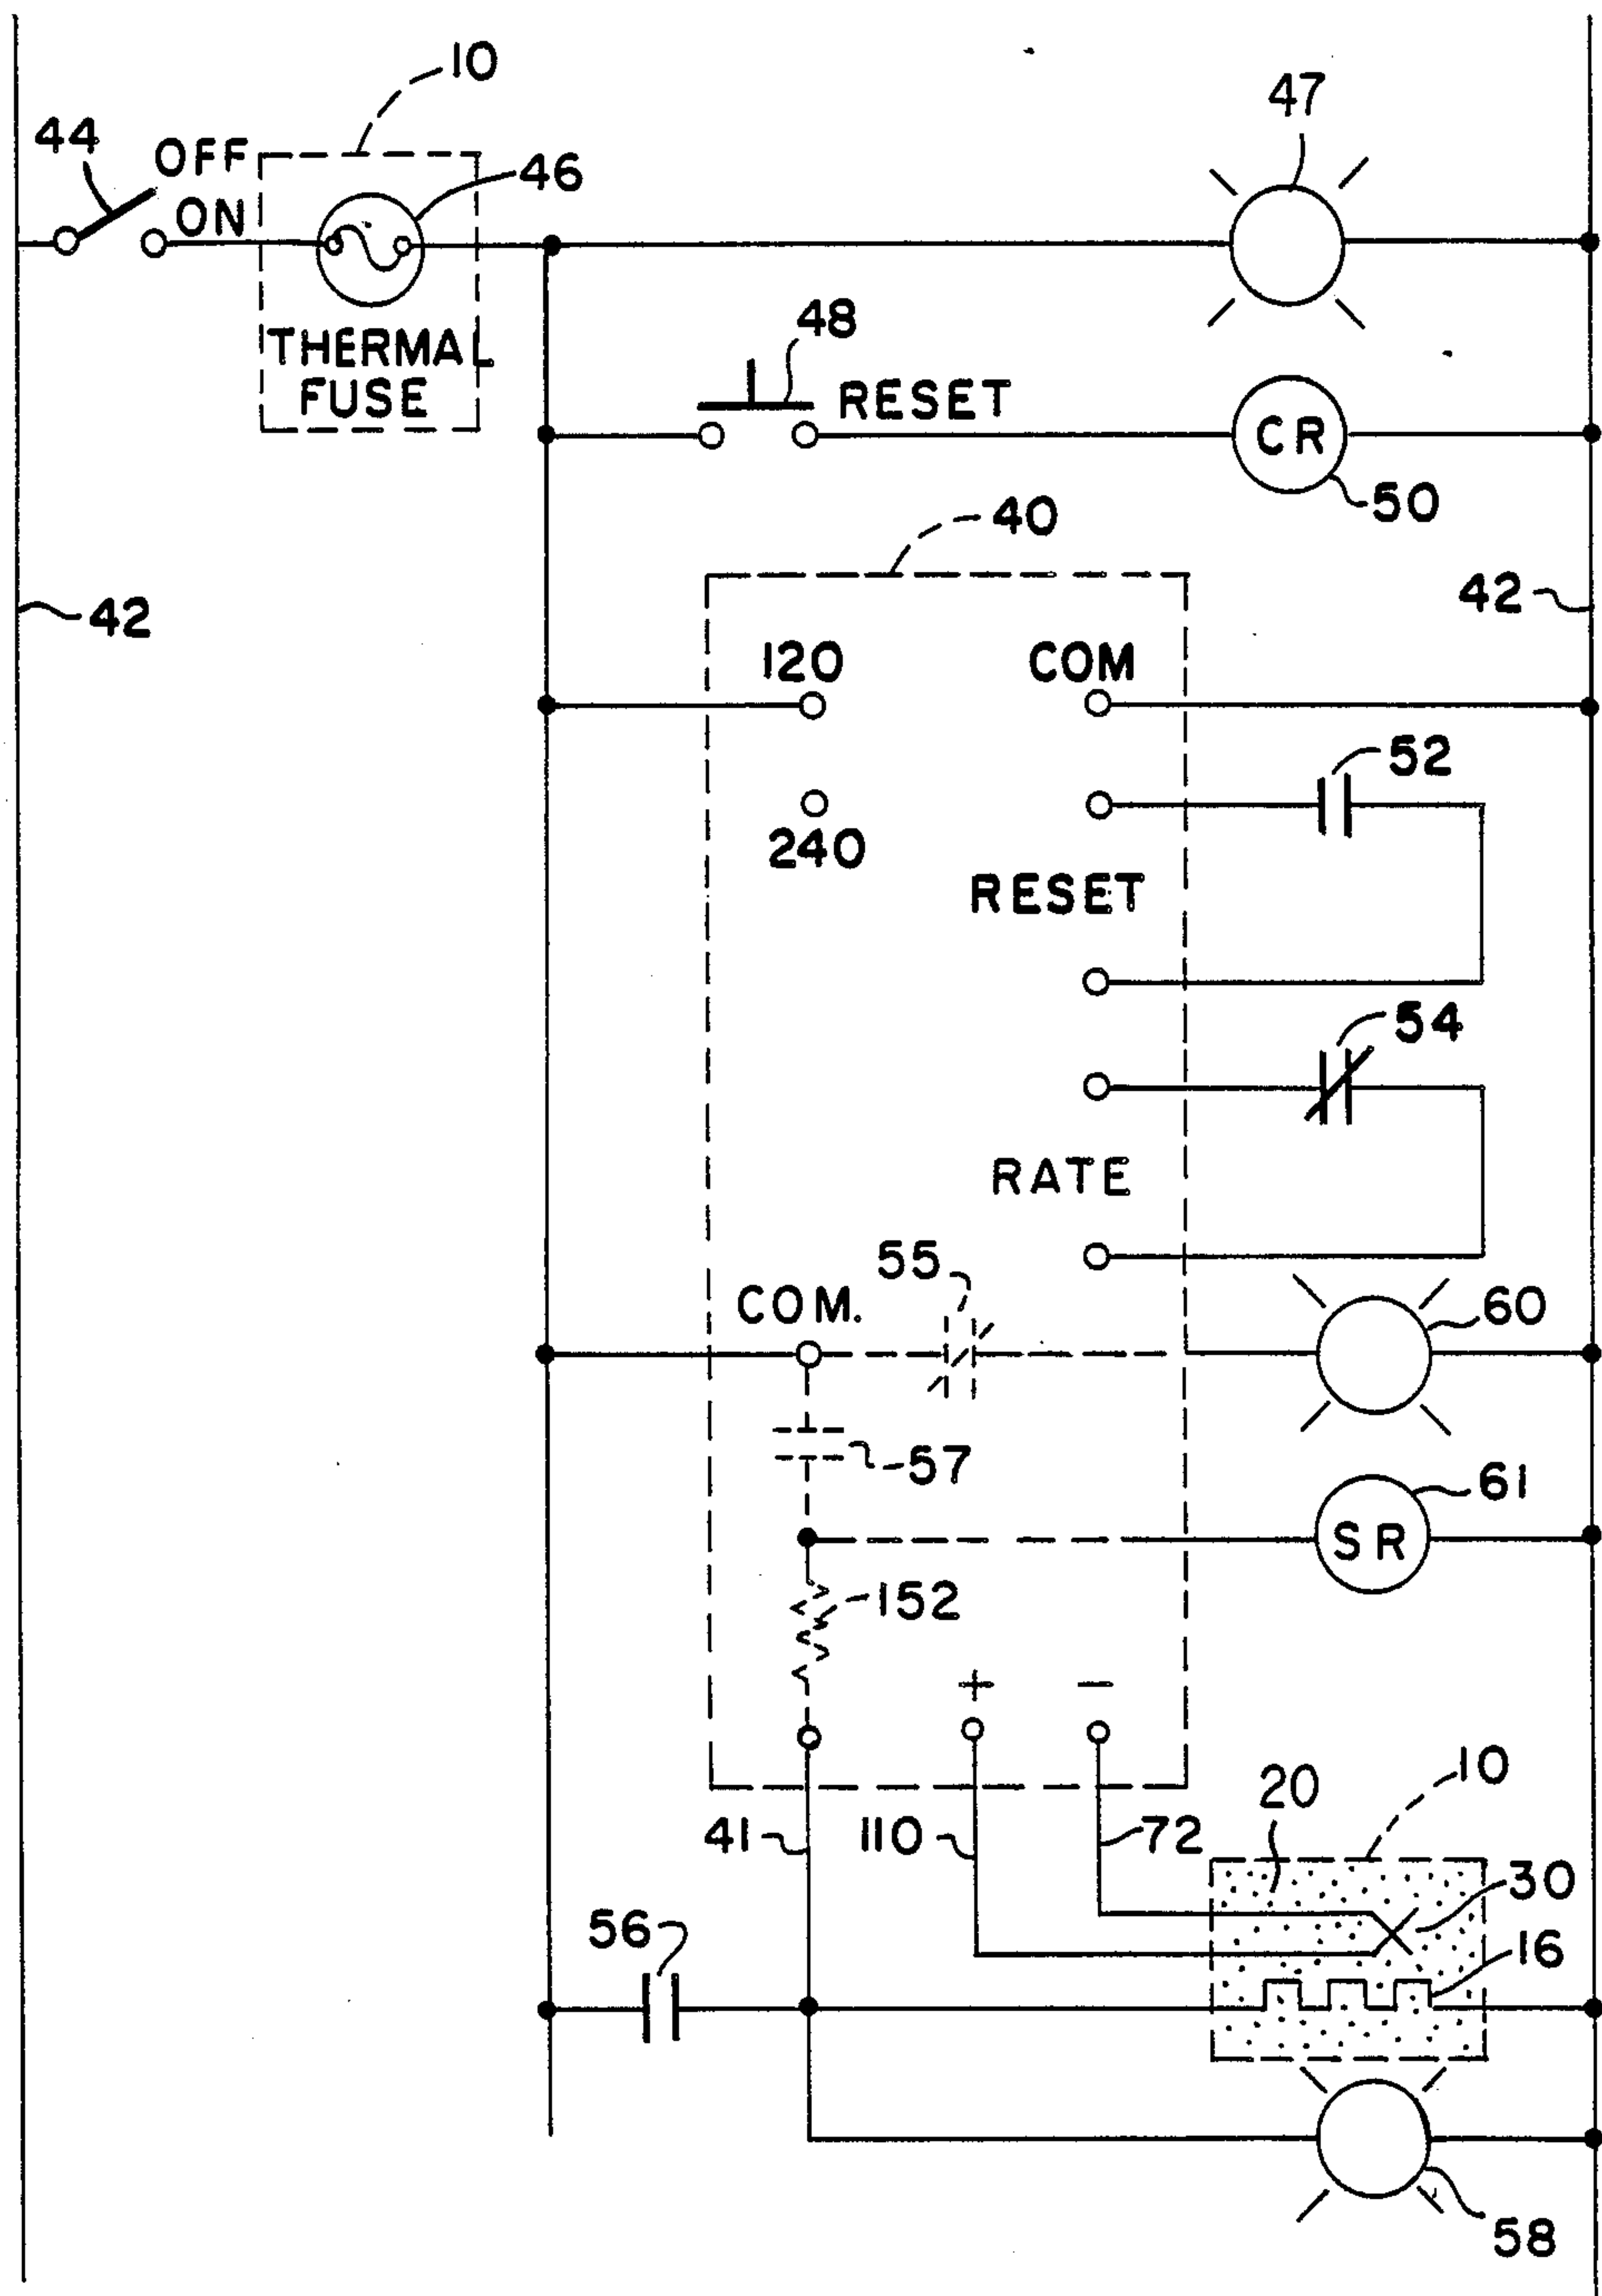 10
47
44
OFF
ON
46
THERMAL
FUSE
48
RESET
CR
50
40
42
42
120
COM
52
240
RESET
54
RATE
55
COM.
60
57
61
SR
152
+ −
10
20
41
110
72
30
56
16
58